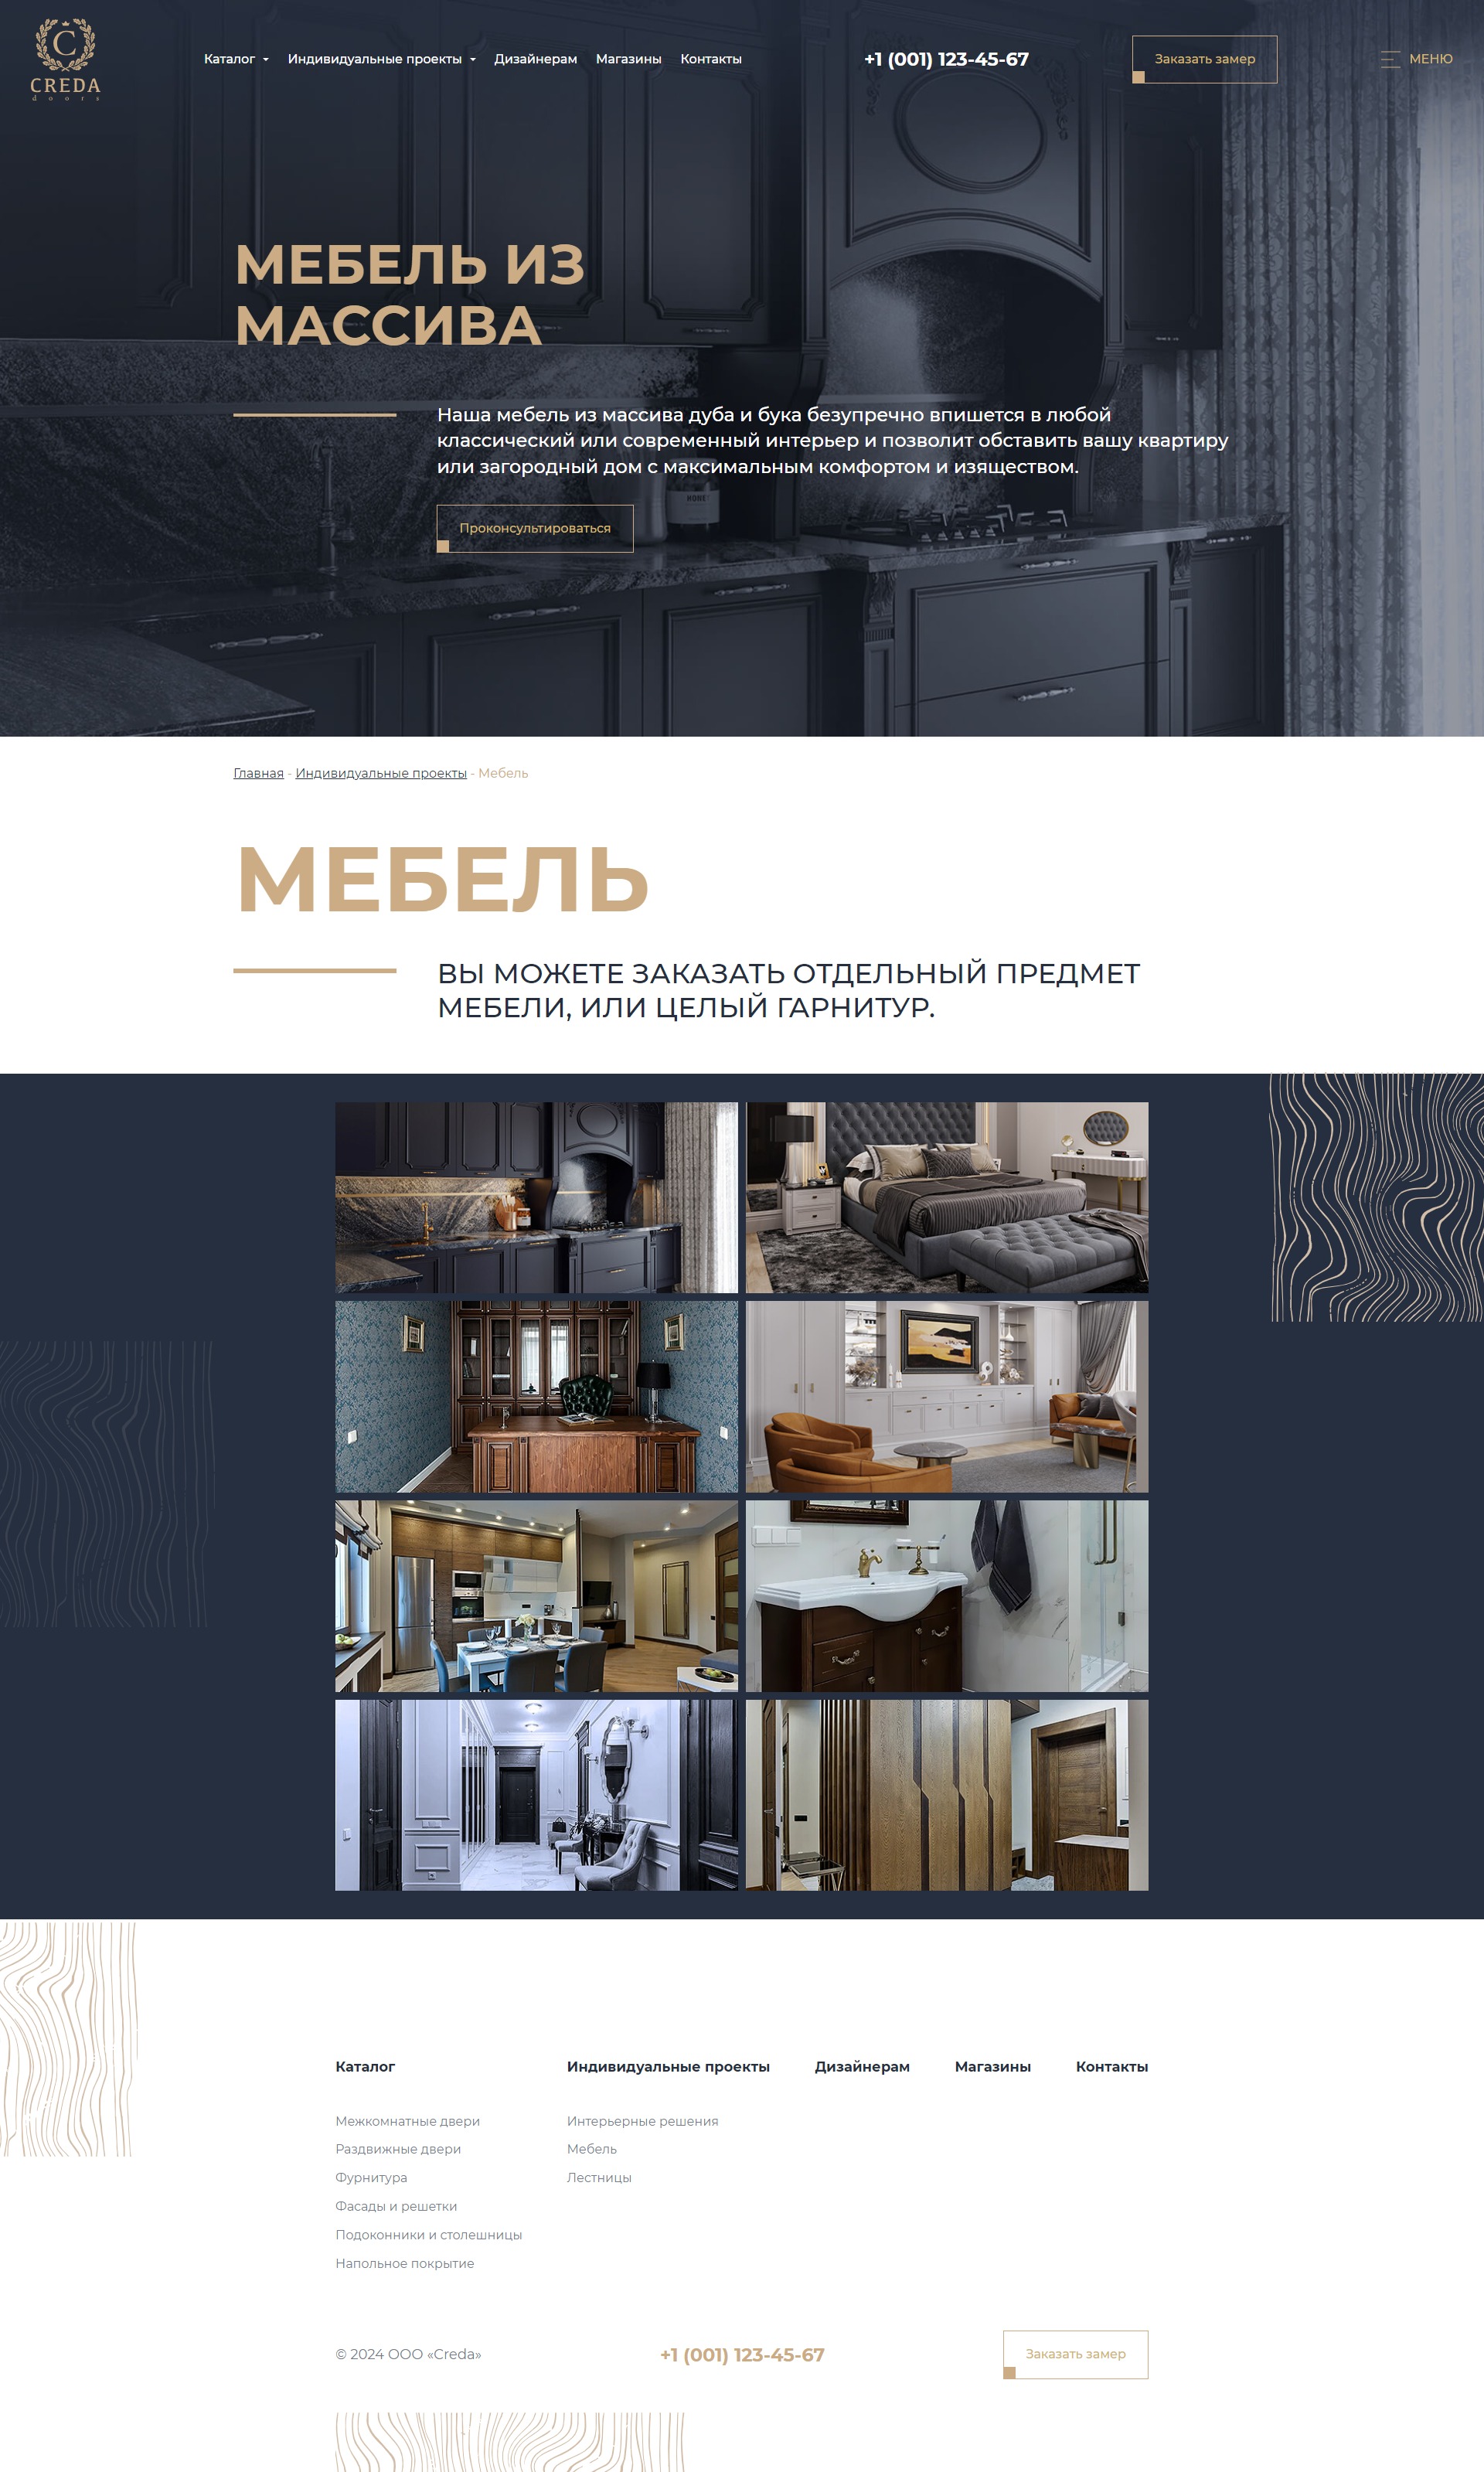 C
CREDA
doors
Каталог
Индивидуальные проекты
Дизайнерам
Магазины
Контакты
+1 (001) 123-45-67
Заказать замер
МЕНЮ
МЕБЕЛЬ ИЗ
МАССИВА
Наша мебель из массива дуба и бука безупречно впишется в любой
классический или современный интерьер и позволит обставить вашу квартиру
или загородный дом с максимальным комфортом и изяществом.
HONEY
Проконсультироваться
Главная - Индивидуальные проекты - Мебель
МЕБЕЛЬ
ВЫ МОЖЕТЕ ЗАКАЗАТЬ ОТДЕЛЬНЫЙ ПРЕДМЕТ
МЕБЕЛИ, ИЛИ ЦЕЛЫЙ ГАРНИТУР.
Каталог
Межкомнатные двери
Раздвижные двери
Фурнитура
Фасады и решетки
Подоконники и столешницы
Напольное покрытие
Индивидуальные проекты
Интерьерные решения
Мебель
Лестницы
Дизайнерам
Магазины
Контакты
© 2024 ООО «Creda»
+1 (001) 123-45-67
Заказать замер